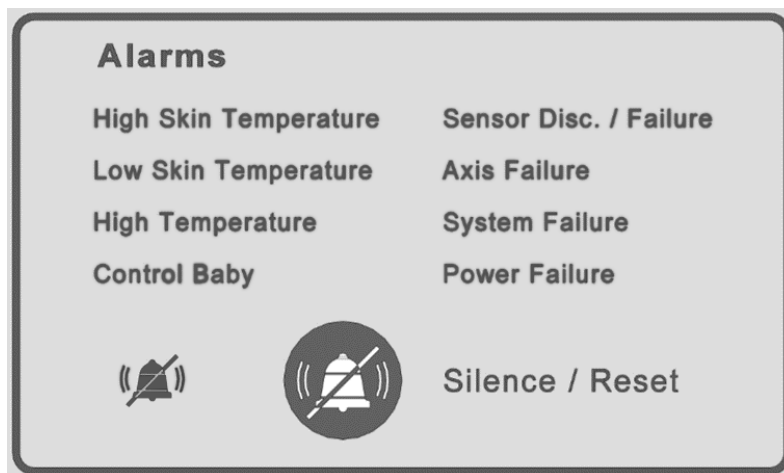 Alarms
High Skin Temperature
Low Skin Temperature
High Temperature
Control Baby
Sensor Disc. / Failure
Axis Failure
System Failure
Power Failure
Silence / Reset